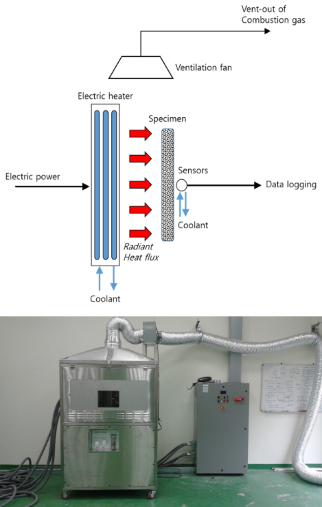 Vent-out of
Combustion gas
Ventilation fan
Electric heater
Specimen
Sensors
Electric power
Data logging
Coolant
Radiant
Heat flux
Coolant